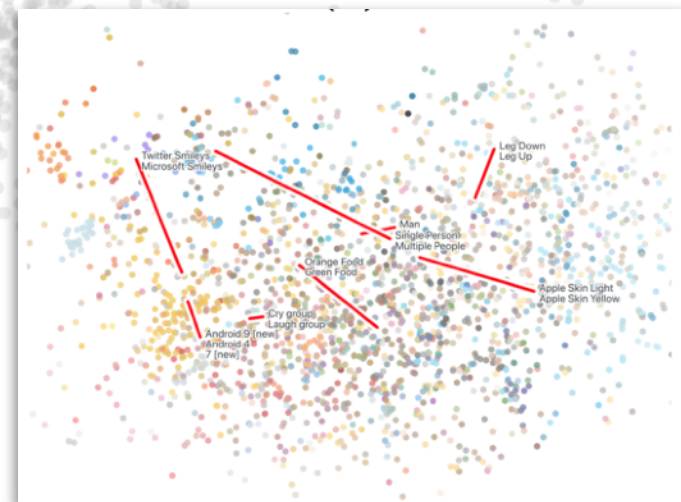 Leg Down
Leg Up
Twitter Smileys
Microsoft Smileys
Man
Single Person
Multiple People
Orange Food
Green Food
Apple Skin Light
Apple Skin Yellow
Cry group
Laugh group
Android 9 [new]
Android 4
7 [new]